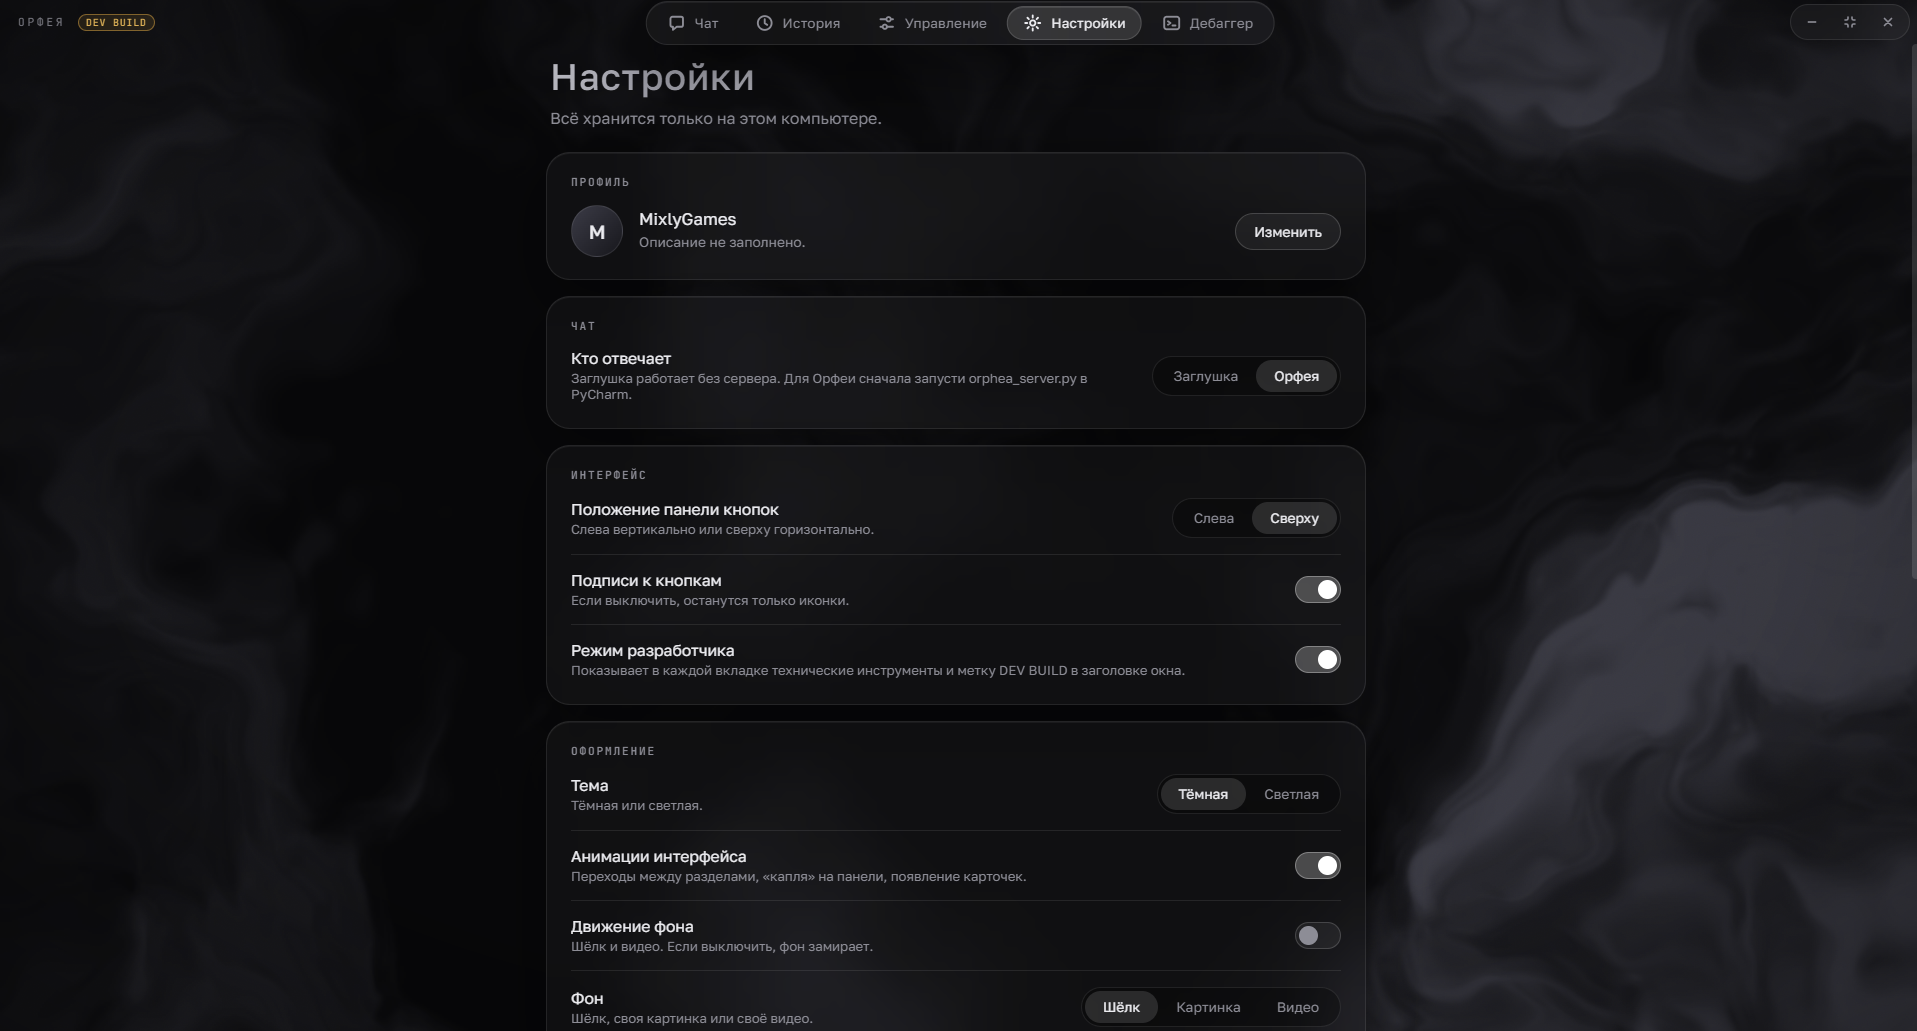 ОРФЕЯ DEV BUILD
Чат История Управление Настройки Дебаггер
Настройки
Всё хранится только на этом компьютере.
ПРОФИЛЬ
M
MixlyGames
Описание не заполнено.
Изменить
ЧАТ
Кто отвечает
Заглушка работает без сервера. Для Орфеи сначала запусти orphea_server.py в
PyCharm.
Заглушка Орфея
ИНТЕРФЕЙС
Положение панели кнопок
Слева вертикально или сверху горизонтально.
Слева Сверху
Подписи к кнопкам
Если выключить, останутся только иконки.
Режим разработчика
Показывает в каждой вкладке технические инструменты и метку DEV BUILD в заголовке окна.
ОФОРМЛЕНИЕ
Тема
Тёмная или светлая.
Тёмная Светлая
Анимации интерфейса
Переходы между разделами, «капля» на панели, появление карточек.
Движение фона
Шёлк и видео. Если выключить, фон замирает.
Фон
Шёлк, своя картинка или своё видео.
Шёлк Картинка Видео